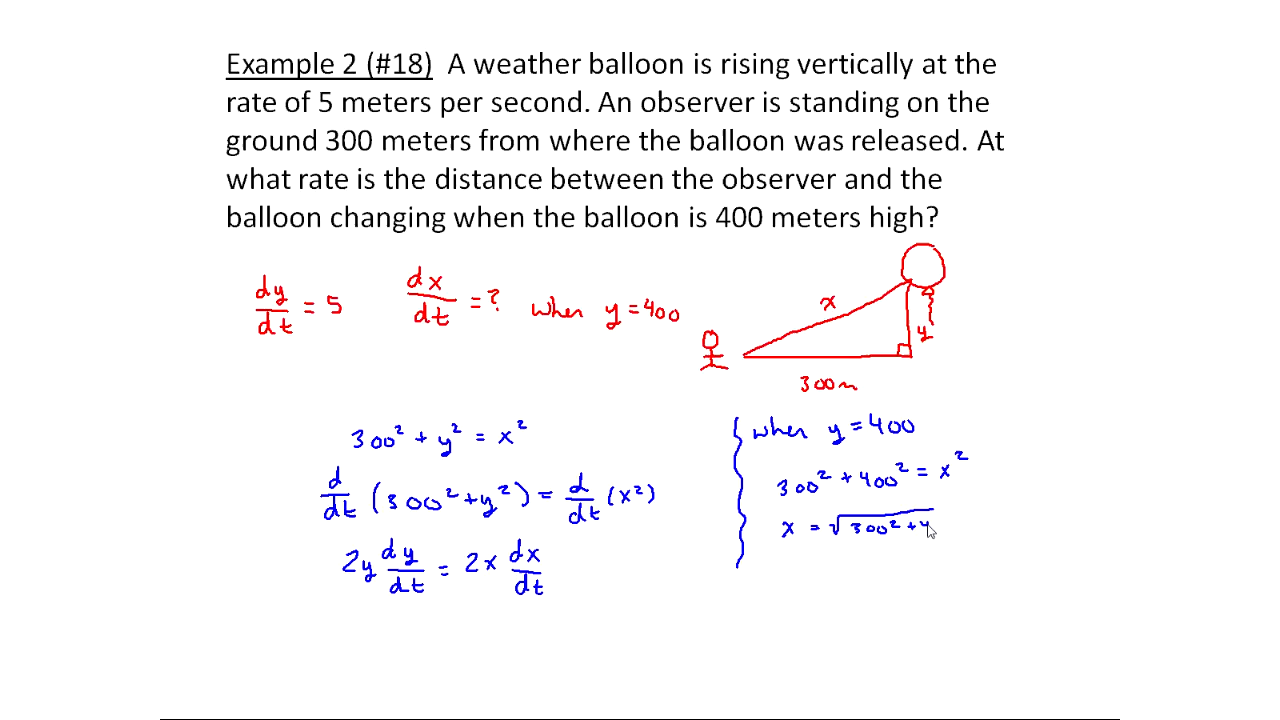 Example 2 (#18) A weather balloon is rising vertically at the
rate of 5 meters per second. An observer is standing on the
ground 300 meters from where the balloon was released. At
what rate is the distance between the observer and the
balloon changing when the balloon is 400 meters high?
dy/dt = 5 dx/dt = ? when y = 400
x
y
300m
300² + y² = x²
d/dt (300² + y²) = d/dt (x²)
2y dy/dt = 2x dx/dt
when y = 400
300² + 400² = x²
x = √300² + 4